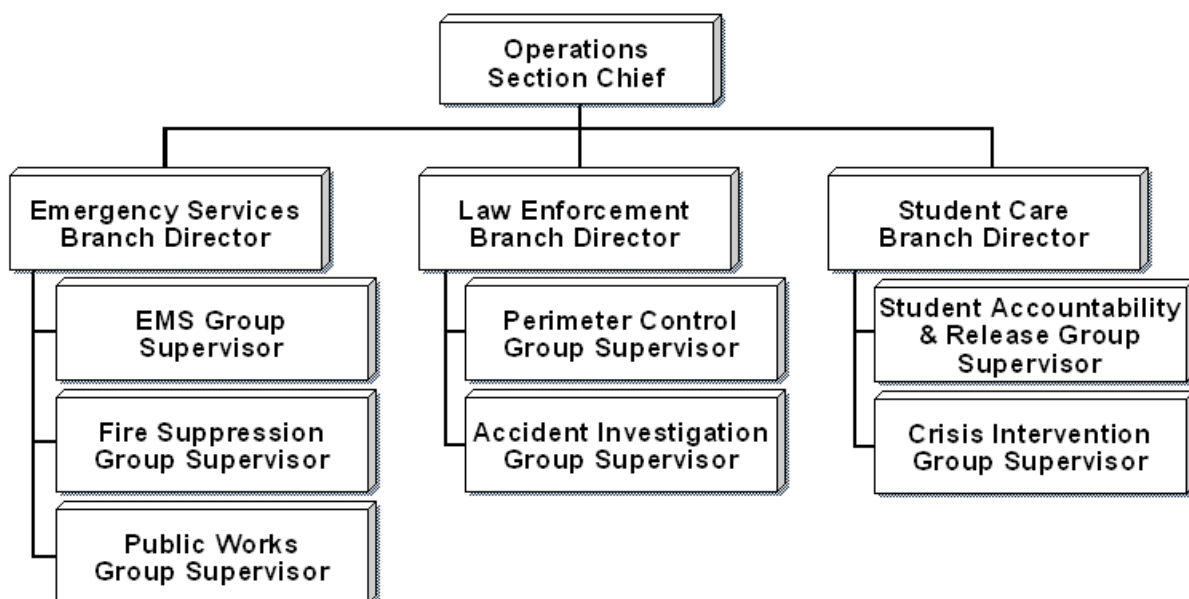 Operations
Section Chief
Emergency Services
Branch Director
EMS Group
Supervisor
Fire Suppression
Group Supervisor
Public Works
Group Supervisor
Law Enforcement
Branch Director
Perimeter Control
Group Supervisor
Accident Investigation
Group Supervisor
Student Care
Branch Director
Student Accountability
& Release Group
Supervisor
Crisis Intervention
Group Supervisor